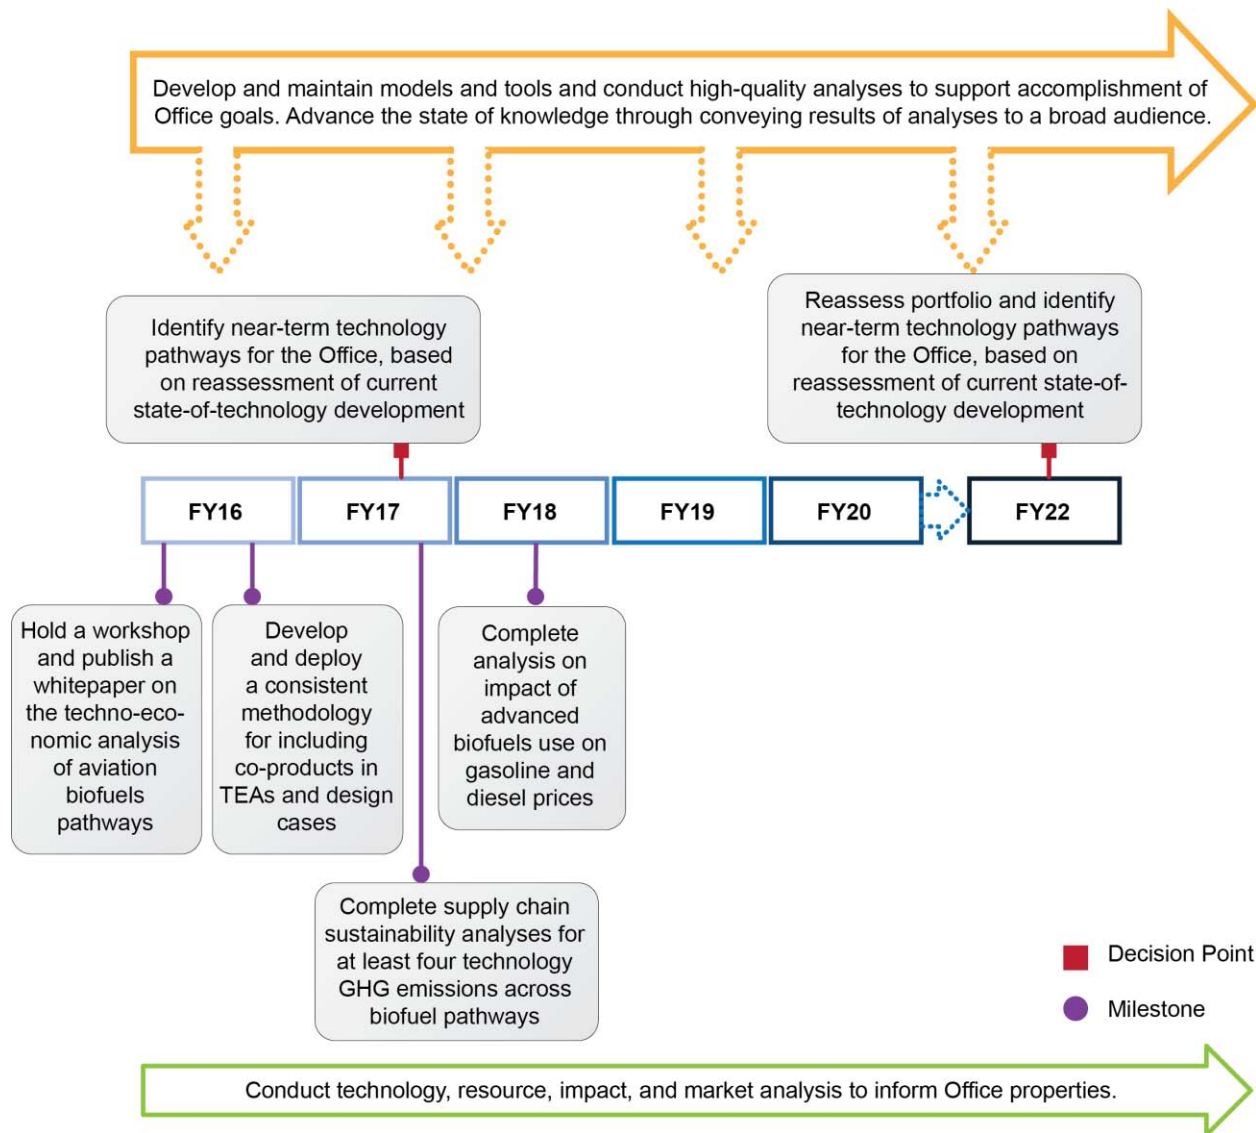 Develop and maintain models and tools and conduct high-quality analyses to support accomplishment of
Office goals. Advance the state of knowledge through conveying results of analyses to a broad audience.
Identify near-term technology
pathways for the Office, based
on reassessment of current
state-of-technology development
Reassess portfolio and identify
near-term technology pathways
for the Office, based on
reassessment of current state-of-
technology development
FY16
FY17
FY18
FY19
FY20
FY22
Hold a workshop
and publish a
whitepaper on
the techno-eco-
nomic analysis
of aviation
biofuels
pathways
Develop
and deploy
a consistent
methodology
for including
co-products in
TEAs and design
cases
Complete
analysis on
impact of
advanced
biofuels use on
gasoline and
diesel prices
Complete supply chain
sustainability analyses for
at least four technology
GHG emissions across
biofuel pathways
Decision Point
Milestone
Conduct technology, resource, impact, and market analysis to inform Office properties.